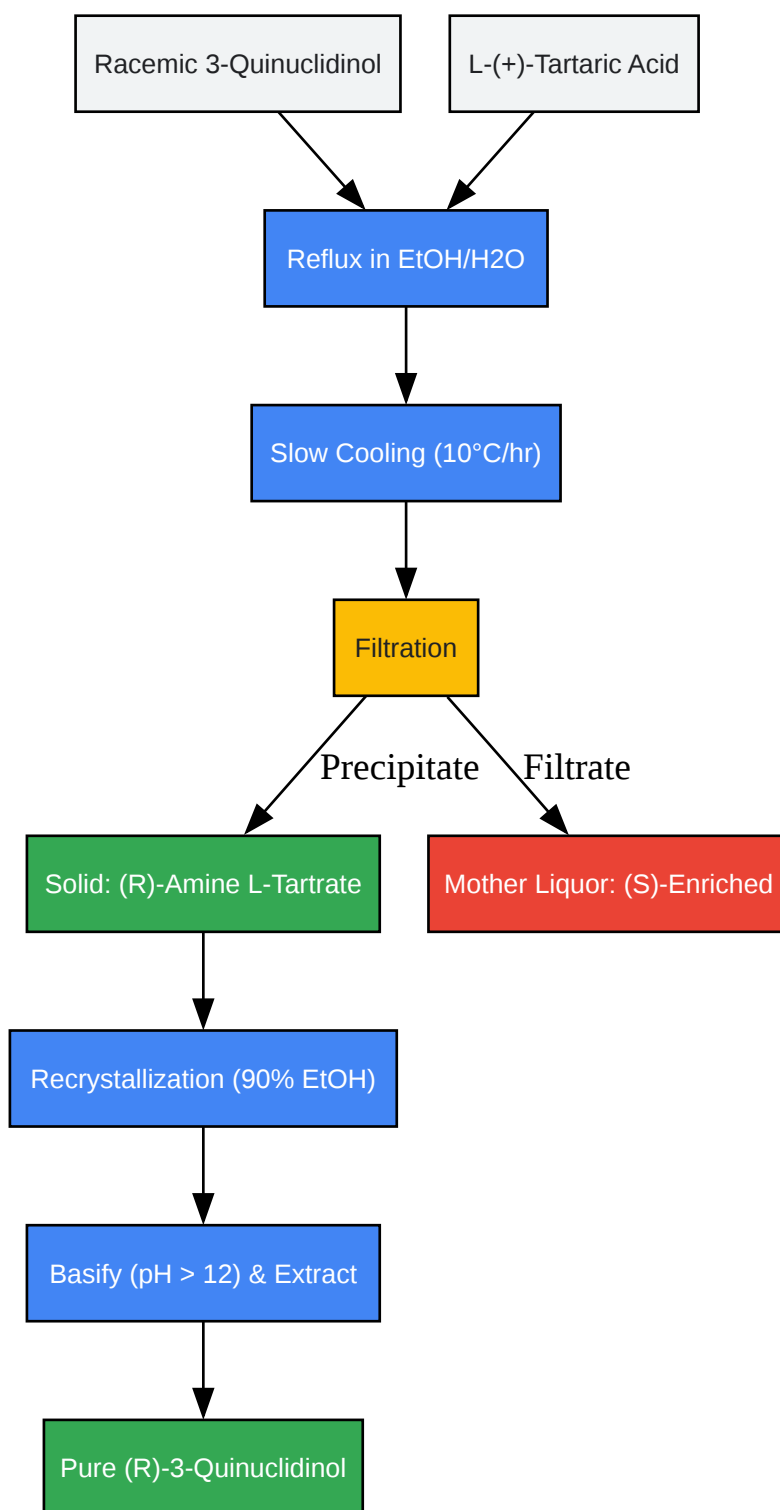 Racemic 3-Quinuclidinol
L-(+)-Tartaric Acid
Reflux in EtOH/H2O
Slow Cooling (10°C/hr)
Filtration
Precipitate
Filtrate
Solid: (R)-Amine L-Tartrate
Mother Liquor: (S)-Enriched
Recrystallization (90% EtOH)
Basify (pH > 12) & Extract
Pure (R)-3-Quinuclidinol